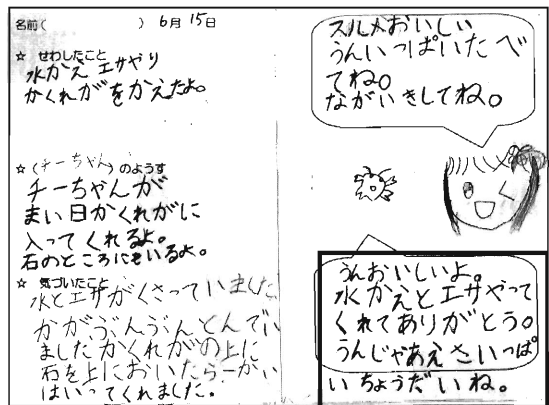 名前(　　　　　) 6月15日
☆ せわしたこと
水かえ エサやり
かくれがをかえたよ。
☆(チーちゃん)のようす
チーちゃんが
まい日かくれがに
入ってくれるよ。
石のところにもいるよ。
☆ 気づいたこと
水とエサがくさっていました
かがぶんぶんとんでい
ましたかくれがの上に
石を上においたらーがい
はいってくれました。
スルメおいしい
うんいっぱいたべ
てね。
ながいきしてね。
うんおいしいよ。
水かえとエサやって
くれてありがとう。
うんじゃあえさいっぱ
いちょうだいね。